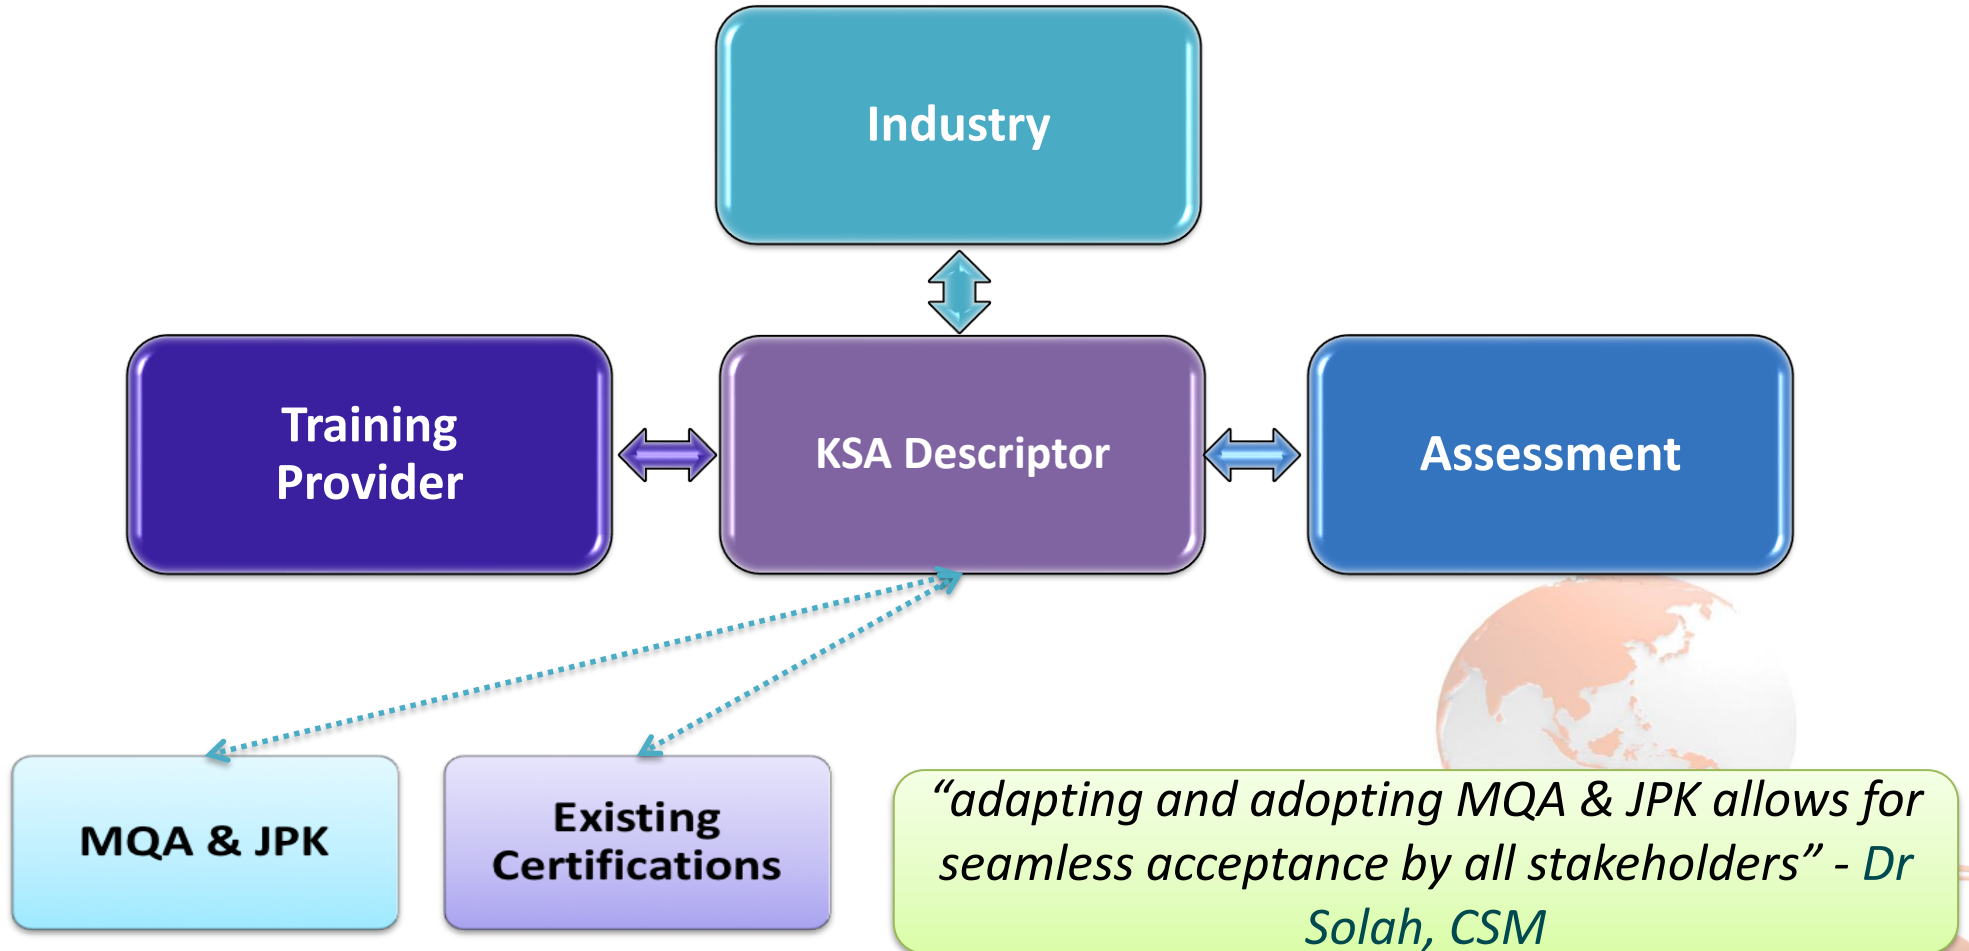 Industry
Training
Provider
KSA Descriptor
Assessment
MQA & JPK
Existing
Certifications
“adapting and adopting MQA & JPK allows for
seamless acceptance by all stakeholders” - Dr
Solah, CSM